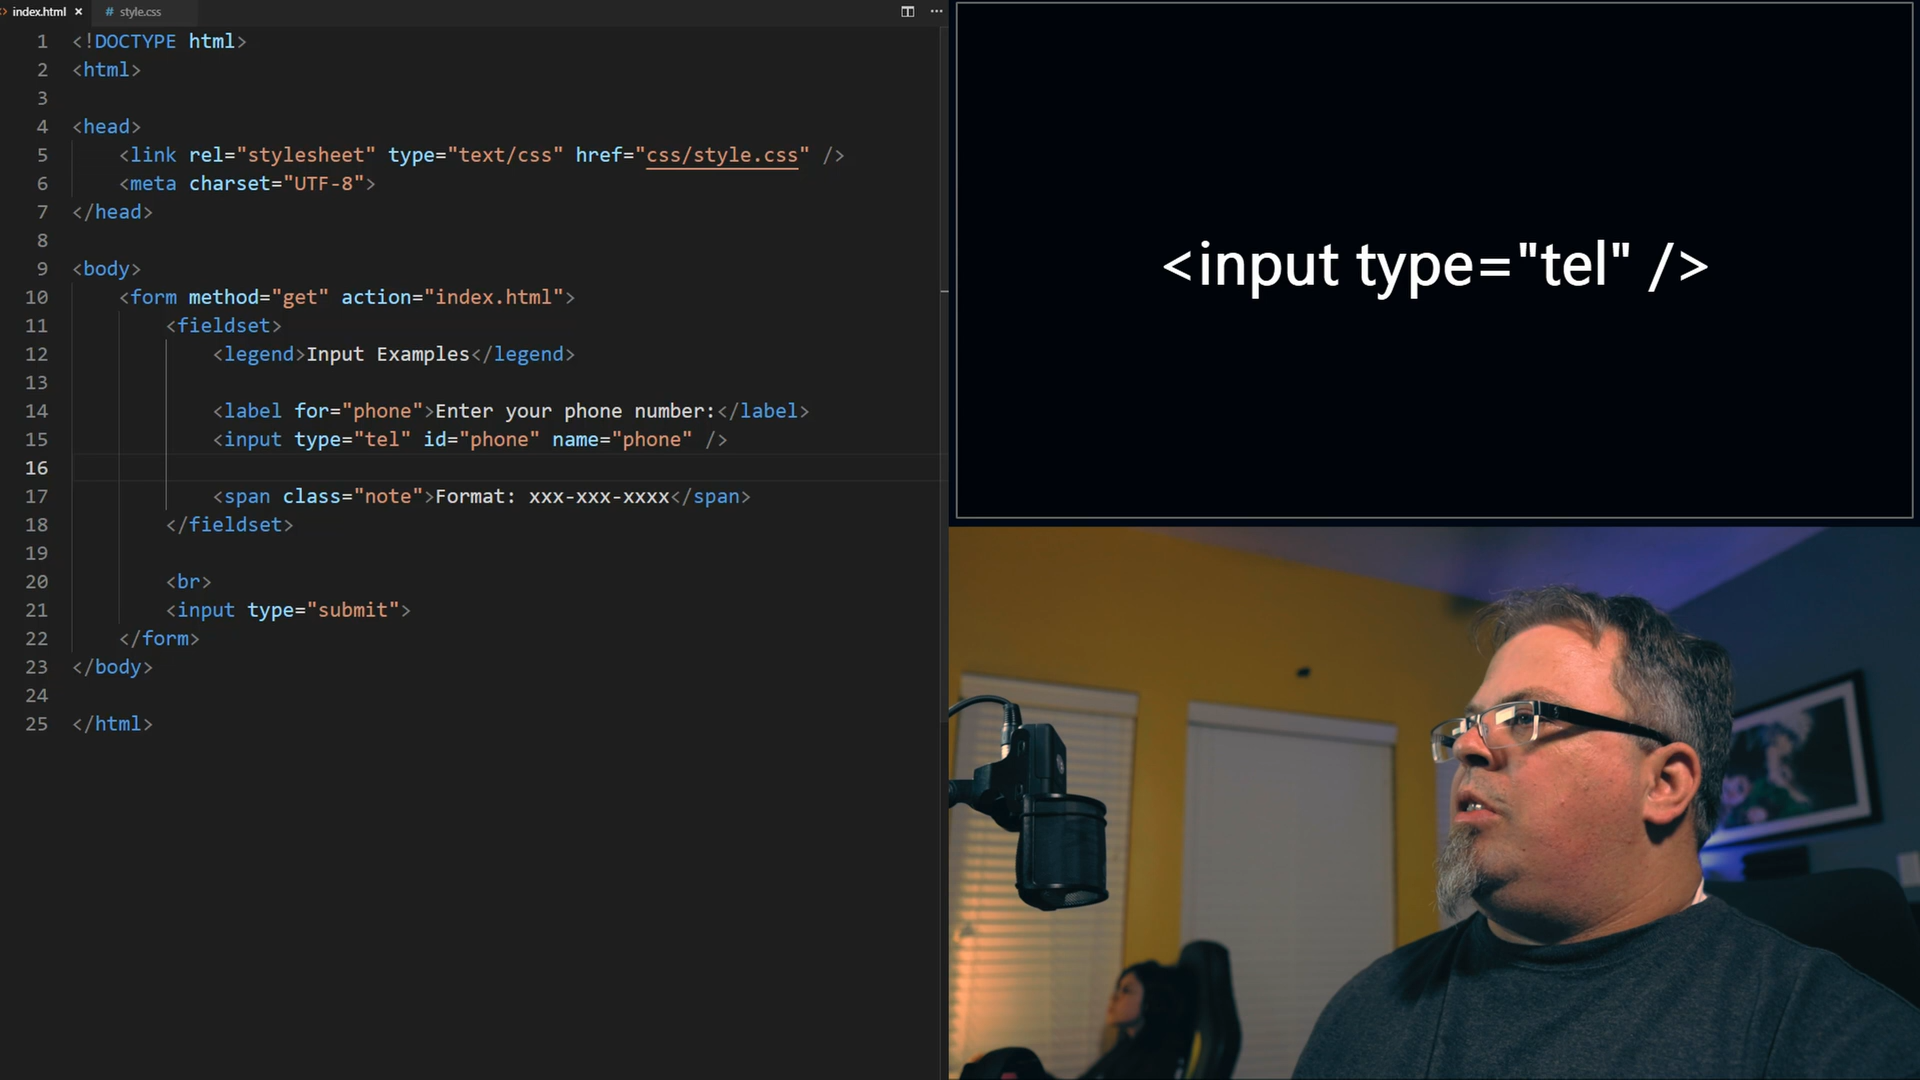 index.html × # style.css
1 <!DOCTYPE html>
2 <html>
3
4 <head>
5 <link rel="stylesheet" type="text/css" href="css/style.css" />
6 <meta charset="UTF-8">
7 </head>
8
9 <body>
10 <form method="get" action="index.html">
11 <fieldset>
12 <legend>Input Examples</legend>
13
14 <label for="phone">Enter your phone number:</label>
15 <input type="tel" id="phone" name="phone" />
16
17 <span class="note">Format: xxx-xxx-xxxx</span>
18 </fieldset>
19
20 <br>
21 <input type="submit">
22 </form>
23 </body>
24
25 </html>
<input type="tel" />